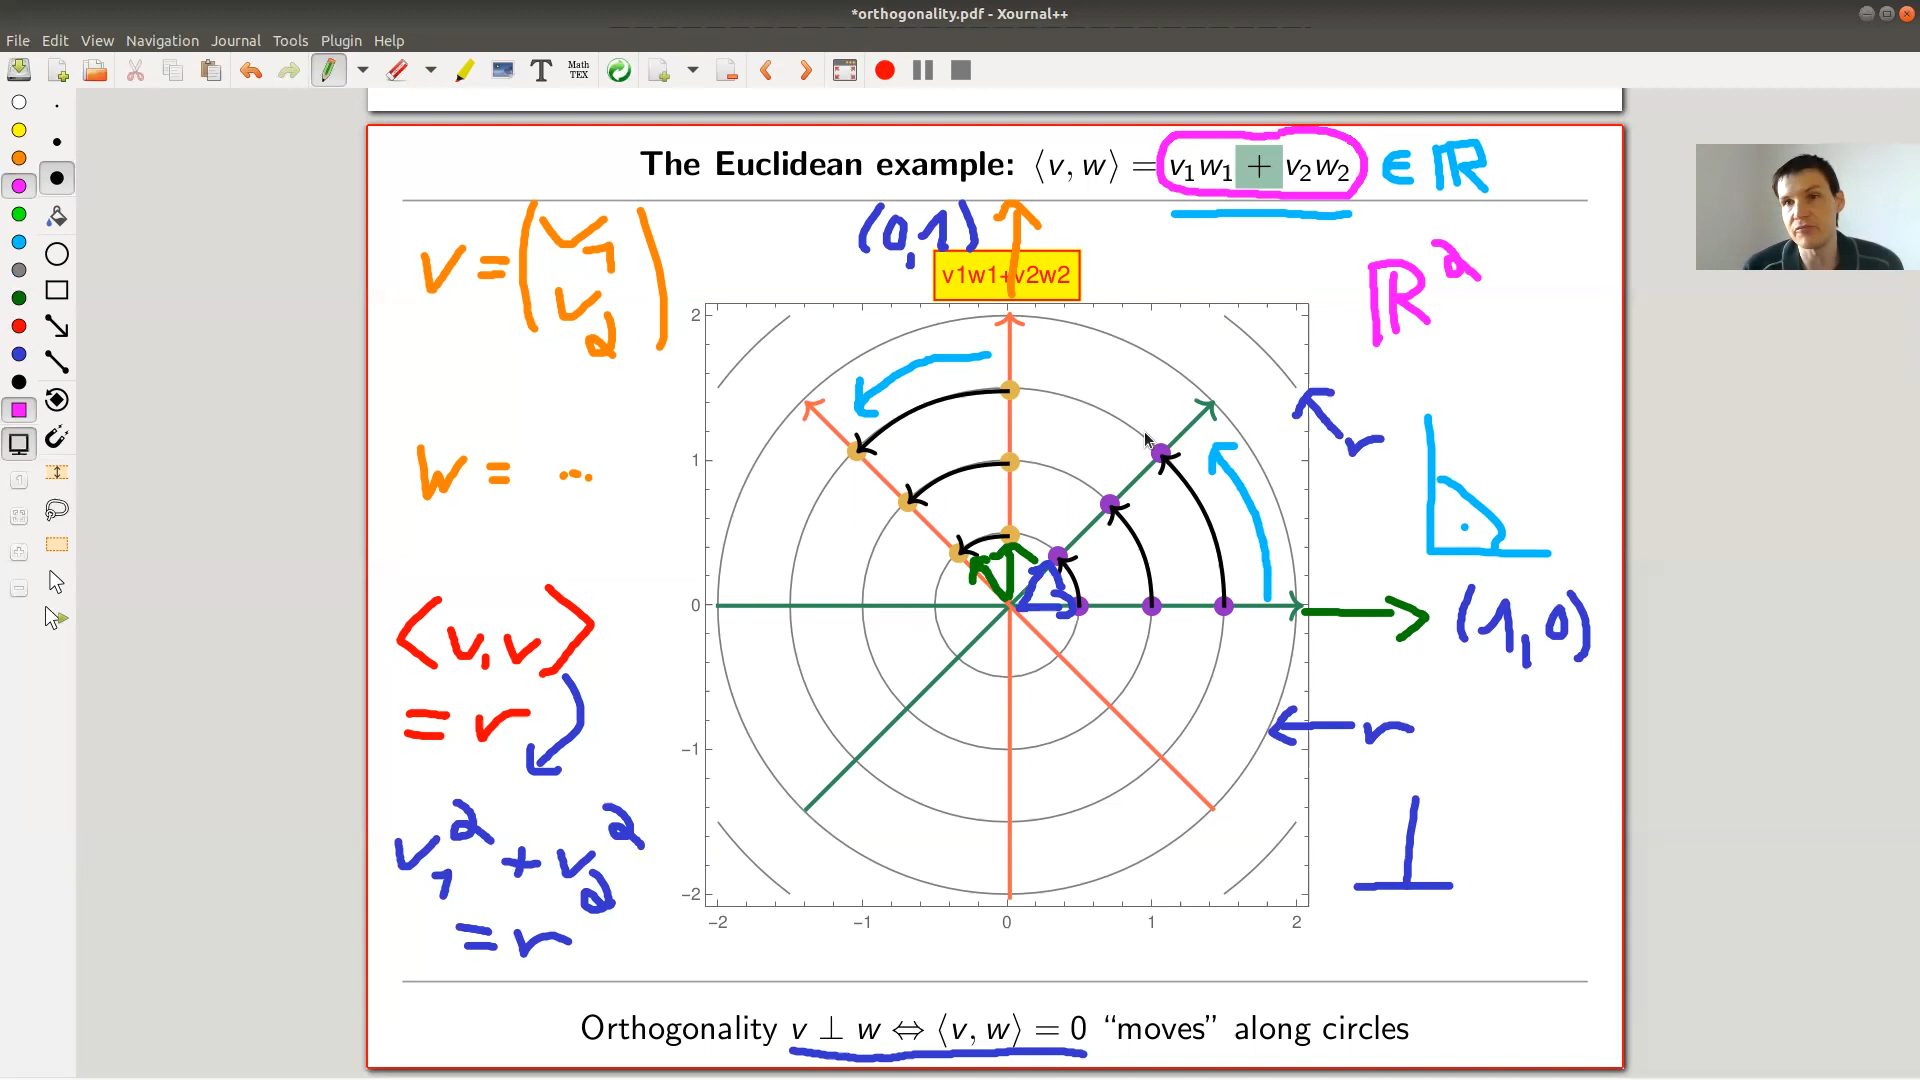 *orthogonality.pdf - Xournal++
File Edit View Navigation Journal Tools Plugin Help
Math TEX
The Euclidean example: ⟨v, w⟩ = v₁w₁ + v₂w₂ ∈ ℝ
v = (v₁ v₂)
(0,1)
v1w1+v2w2
ℝ²
2
1
0
−1
−2
−2 −1 0 1 2
r
w = ...
(1,0)
⟨v,v⟩
= r
r
v₁² + v₂²
= r
⊥
Orthogonality v ⊥ w ⇔ ⟨v, w⟩ = 0 “moves” along circles